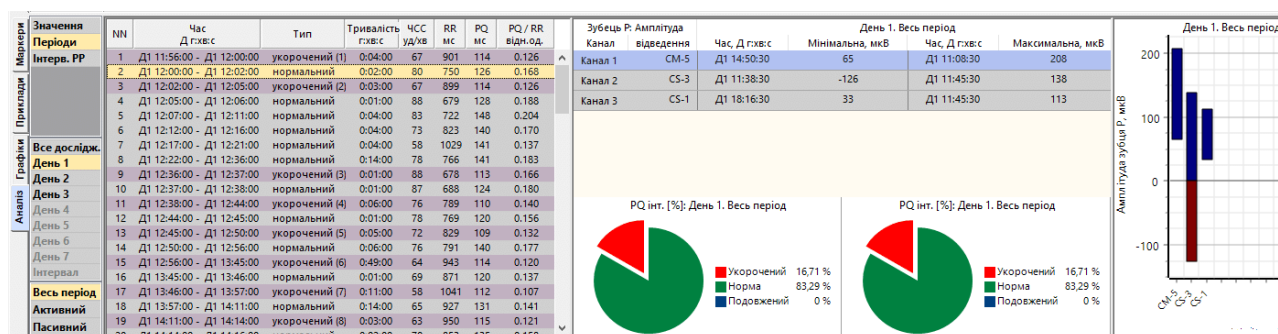 Маркери
Приклади
Графіки
Аналіз
Значення
Періоди
Інтерв. PP
Все дослідж.
День 1
День 2
День 3
День 4
День 5
День 6
День 7
Інтервал
Весь період
Активний
Пасивний
NN Час Д г:хв:с Тип Тривалість г:хв:с ЧСС уд/хв RR мс PQ мс PQ / RR відн.од.
1 Д1 11:56:00 - Д1 12:00:00 укорочений (1) 0:04:00 67 901 114 0.126
2 Д1 12:00:00 - Д1 12:02:00 нормальний 0:02:00 80 750 126 0.168
3 Д1 12:02:00 - Д1 12:05:00 укорочений (2) 0:03:00 67 899 114 0.126
4 Д1 12:05:00 - Д1 12:06:00 нормальний 0:01:00 88 679 128 0.188
5 Д1 12:07:00 - Д1 12:11:00 нормальний 0:04:00 83 722 148 0.204
6 Д1 12:12:00 - Д1 12:16:00 нормальний 0:04:00 73 823 140 0.170
7 Д1 12:17:00 - Д1 12:21:00 нормальний 0:04:00 58 1029 141 0.137
8 Д1 12:22:00 - Д1 12:36:00 нормальний 0:14:00 78 766 141 0.183
9 Д1 12:36:00 - Д1 12:37:00 укорочений (3) 0:01:00 88 678 113 0.166
10 Д1 12:37:00 - Д1 12:38:00 нормальний 0:01:00 87 688 124 0.180
11 Д1 12:38:00 - Д1 12:44:00 укорочений (4) 0:06:00 76 789 110 0.140
12 Д1 12:44:00 - Д1 12:45:00 нормальний 0:01:00 78 769 120 0.156
13 Д1 12:45:00 - Д1 12:50:00 укорочений (5) 0:05:00 72 829 109 0.132
14 Д1 12:50:00 - Д1 12:56:00 нормальний 0:06:00 76 791 140 0.177
15 Д1 12:56:00 - Д1 13:45:00 укорочений (6) 0:49:00 64 943 114 0.120
16 Д1 13:45:00 - Д1 13:46:00 нормальний 0:01:00 69 871 120 0.137
17 Д1 13:46:00 - Д1 13:57:00 укорочений (7) 0:11:00 58 1041 112 0.107
18 Д1 13:57:00 - Д1 14:11:00 нормальний 0:14:00 65 927 131 0.141
19 Д1 14:11:00 - Д1 14:14:00 укорочений (8) 0:03:00 63 950 115 0.121
Зубець P: Амплітуда День 1. Весь період
Канал відведення Час, Д г:хв:с Мінімальна, мкВ Час, Д г:хв:с Максимальна, мкВ
Канал 1 CM-5 Д1 14:50:30 65 Д1 11:08:30 208
Канал 2 CS-3 Д1 11:38:30 -126 Д1 11:45:30 138
Канал 3 CS-1 Д1 18:16:30 33 Д1 11:45:30 113
PQ інт. [%]: День 1. Весь період
Укорочений 16,71 %
Норма 83,29 %
Подовжений 0 %
PQ інт. [%]: День 1. Весь період
Укорочений 16,71 %
Норма 83,29 %
Подовжений 0 %
День 1. Весь період
Амплітуда зубця P, мкВ
200
100
0
-100
CM-5
CS-3
CS-1